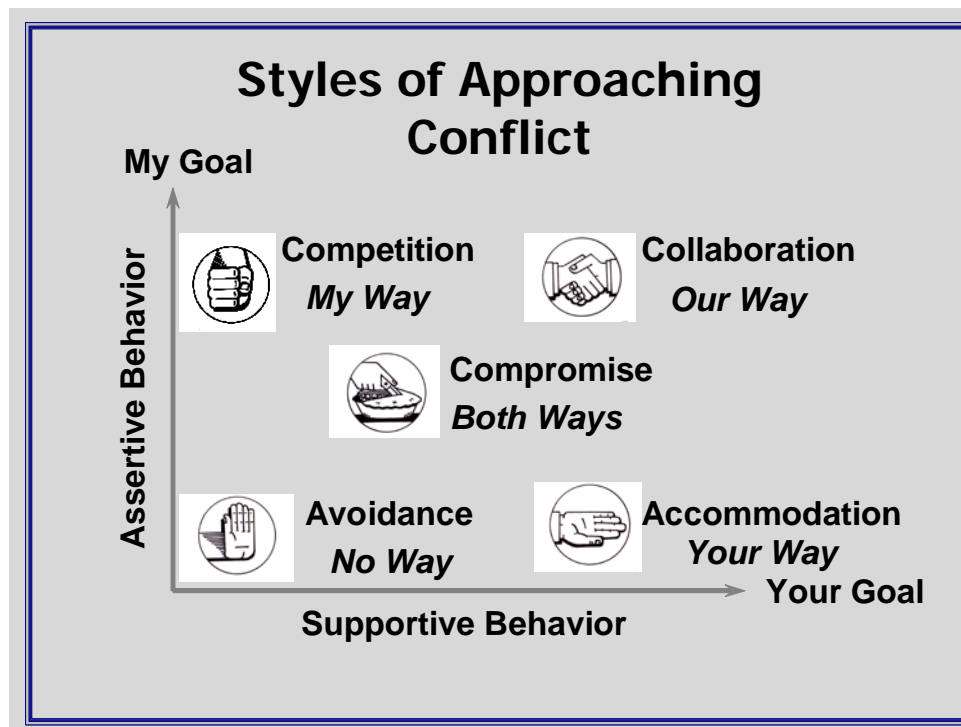 Styles of Approaching
Conflict
My Goal
Assertive Behavior
Competition
My Way
Collaboration
Our Way
Compromise
Both Ways
Avoidance
No Way
Accommodation
Your Way
Your Goal
Supportive Behavior